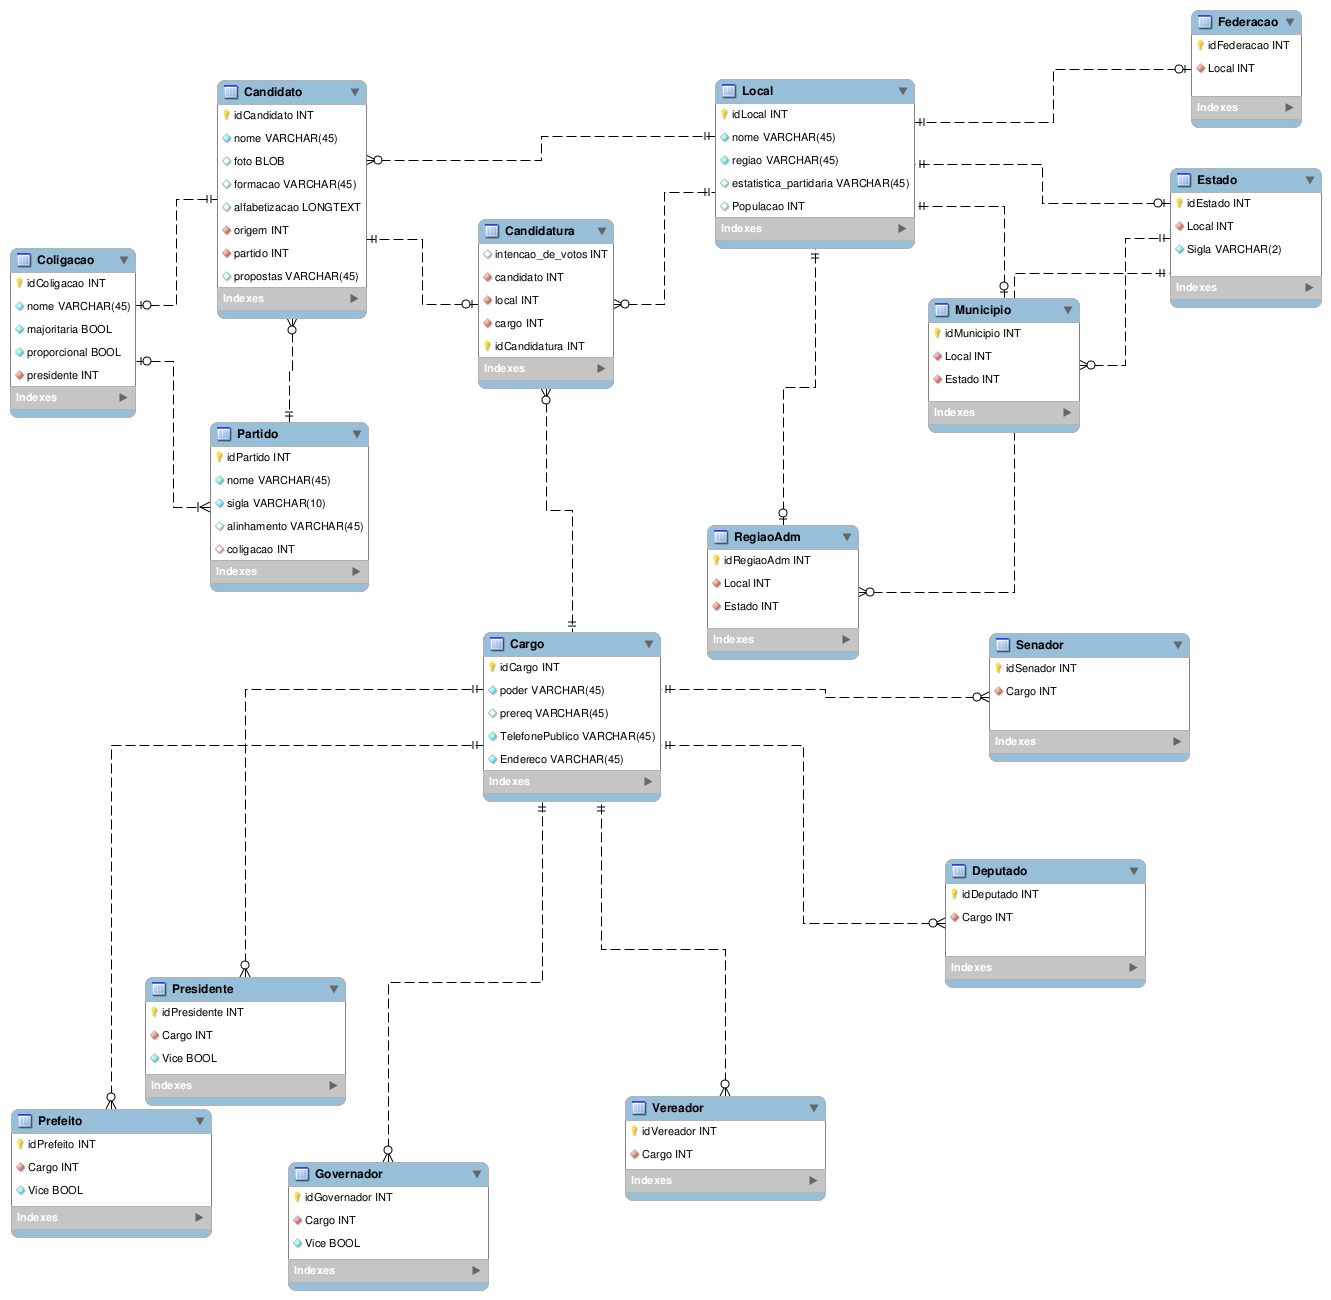 Federacao
idFederacao INT
Local INT
Indexes
Candidato
idCandidato INT
nome VARCHAR(45)
foto BLOB
formacao VARCHAR(45)
alfabetizacao LONGTEXT
origem INT
partido INT
propostas VARCHAR(45)
Indexes
Local
idLocal INT
nome VARCHAR(45)
regiao VARCHAR(45)
estatistica_partidaria VARCHAR(45)
Populacao INT
Indexes
Estado
idEstado INT
Local INT
Sigla VARCHAR(2)
Indexes
Candidatura
intencao_de_votos INT
candidato INT
local INT
cargo INT
idCandidatura INT
Indexes
Coligacao
idColigacao INT
nome VARCHAR(45)
majoritaria BOOL
proporcional BOOL
presidente INT
Indexes
Municipio
idMunicipio INT
Local INT
Estado INT
Indexes
Partido
idPartido INT
nome VARCHAR(45)
sigla VARCHAR(10)
alinhamento VARCHAR(45)
coligacao INT
Indexes
RegiaoAdm
idRegiaoAdm INT
Local INT
Estado INT
Indexes
Cargo
idCargo INT
poder VARCHAR(45)
prereq VARCHAR(45)
TelefonePublico VARCHAR(45)
Endereco VARCHAR(45)
Indexes
Senador
idSenador INT
Cargo INT
Indexes
Deputado
idDeputado INT
Cargo INT
Indexes
Presidente
idPresidente INT
Cargo INT
Vice BOOL
Indexes
Prefeito
idPrefeito INT
Cargo INT
Vice BOOL
Indexes
Vereador
idVereador INT
Cargo INT
Indexes
Governador
idGovernador INT
Cargo INT
Vice BOOL
Indexes